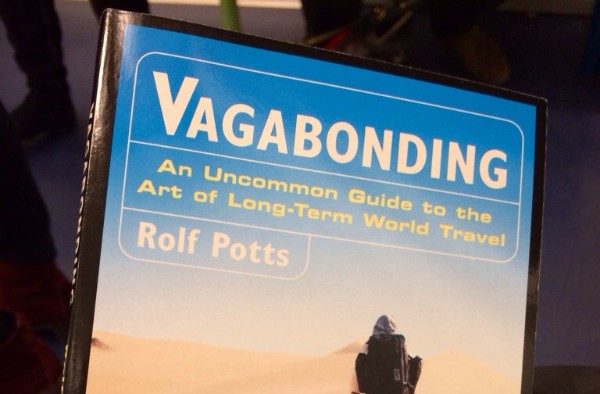 VAGABONDING
An Uncommon Guide to the
Art of Long-Term World Travel
Rolf Potts